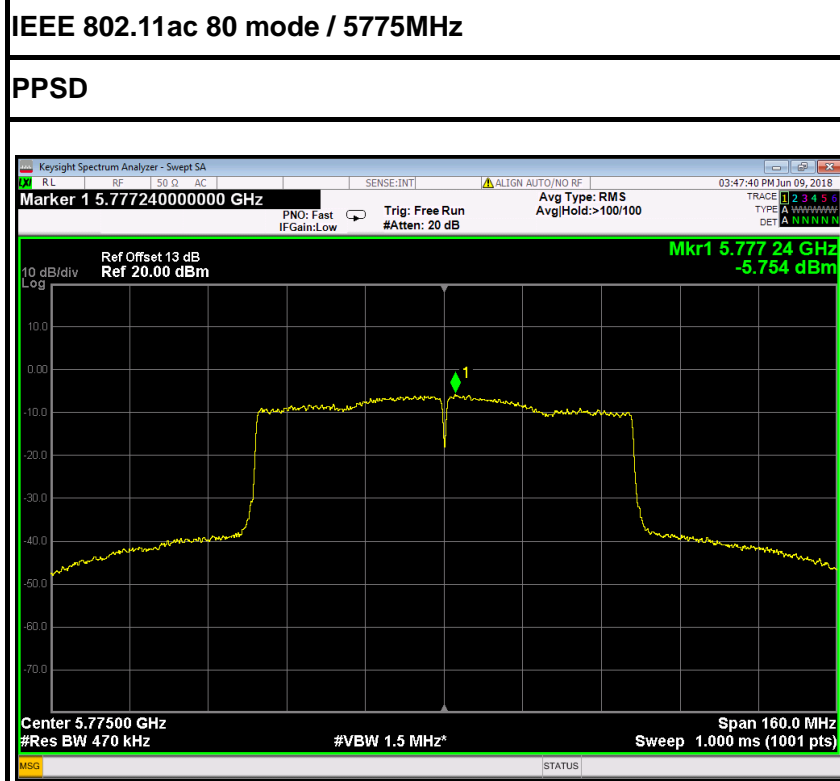 IEEE 802.11ac 80 mode / 5775MHz
PPSD
Keysight Spectrum Analyzer - Swept SA
RL RF 50 Ω AC SENSE:INT ALIGN AUTO/NO RF 03:47:40 PM Jun 09, 2018
Marker 1 5.777240000000 GHz
PNO: Fast
IFGain:Low
Trig: Free Run
#Atten: 20 dB
Avg Type: RMS
Avg|Hold:>100/100
TRACE 1 2 3 4 5 6
TYPE A WWWWW
DET A N N N N N
Mkr1 5.777 24 GHz
-5.754 dBm
Ref Offset 13 dB
10 dB/div Ref 20.00 dBm
Log
10.0
0.00
1
-10.0
-20.0
-30.0
-40.0
-50.0
-60.0
-70.0
Center 5.77500 GHz Span 160.0 MHz
#Res BW 470 kHz #VBW 1.5 MHz* Sweep 1.000 ms (1001 pts)
MSG STATUS